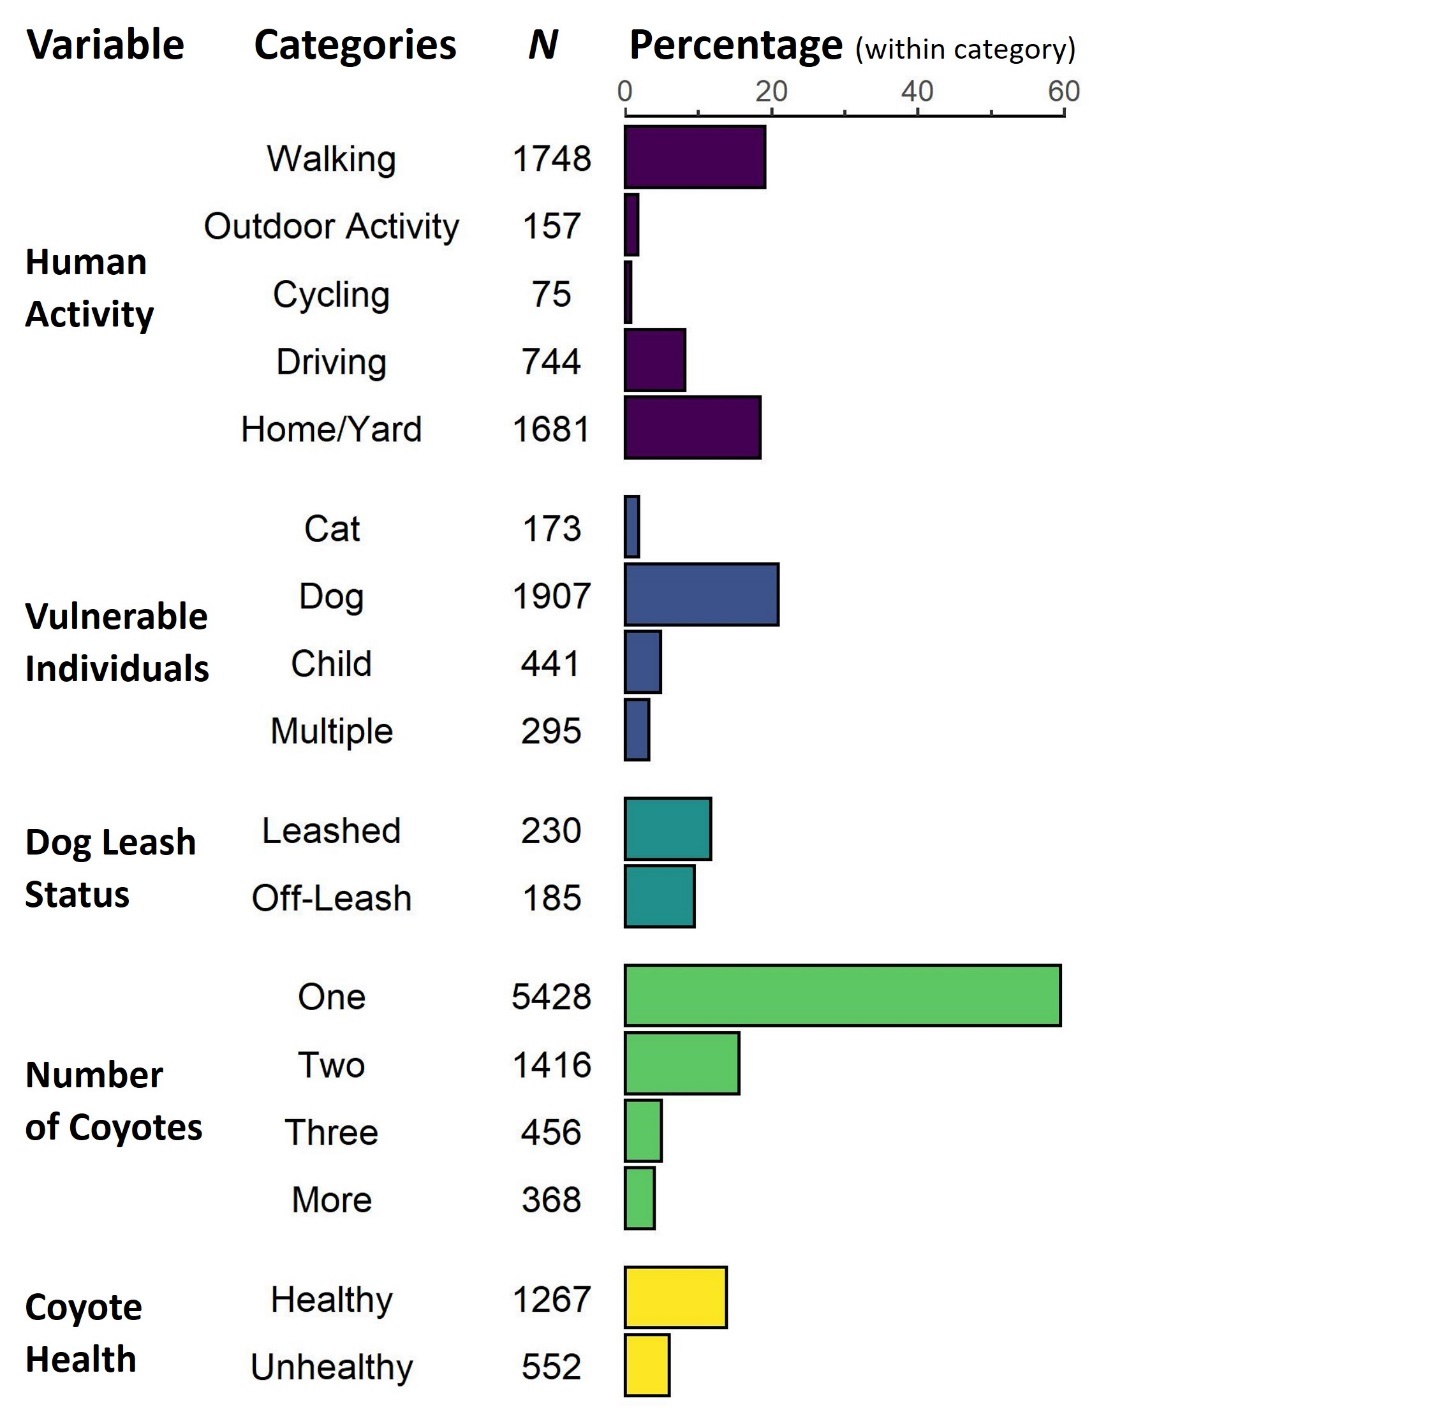 Variable Categories N Percentage (within category)
0 20 40 60
Human
Activity
Walking 1748
Outdoor Activity 157
Cycling 75
Driving 744
Home/Yard 1681
Vulnerable
Individuals
Cat 173
Dog 1907
Child 441
Multiple 295
Dog Leash
Status
Leashed 230
Off-Leash 185
Number
of Coyotes
One 5428
Two 1416
Three 456
More 368
Coyote
Health
Healthy 1267
Unhealthy 552